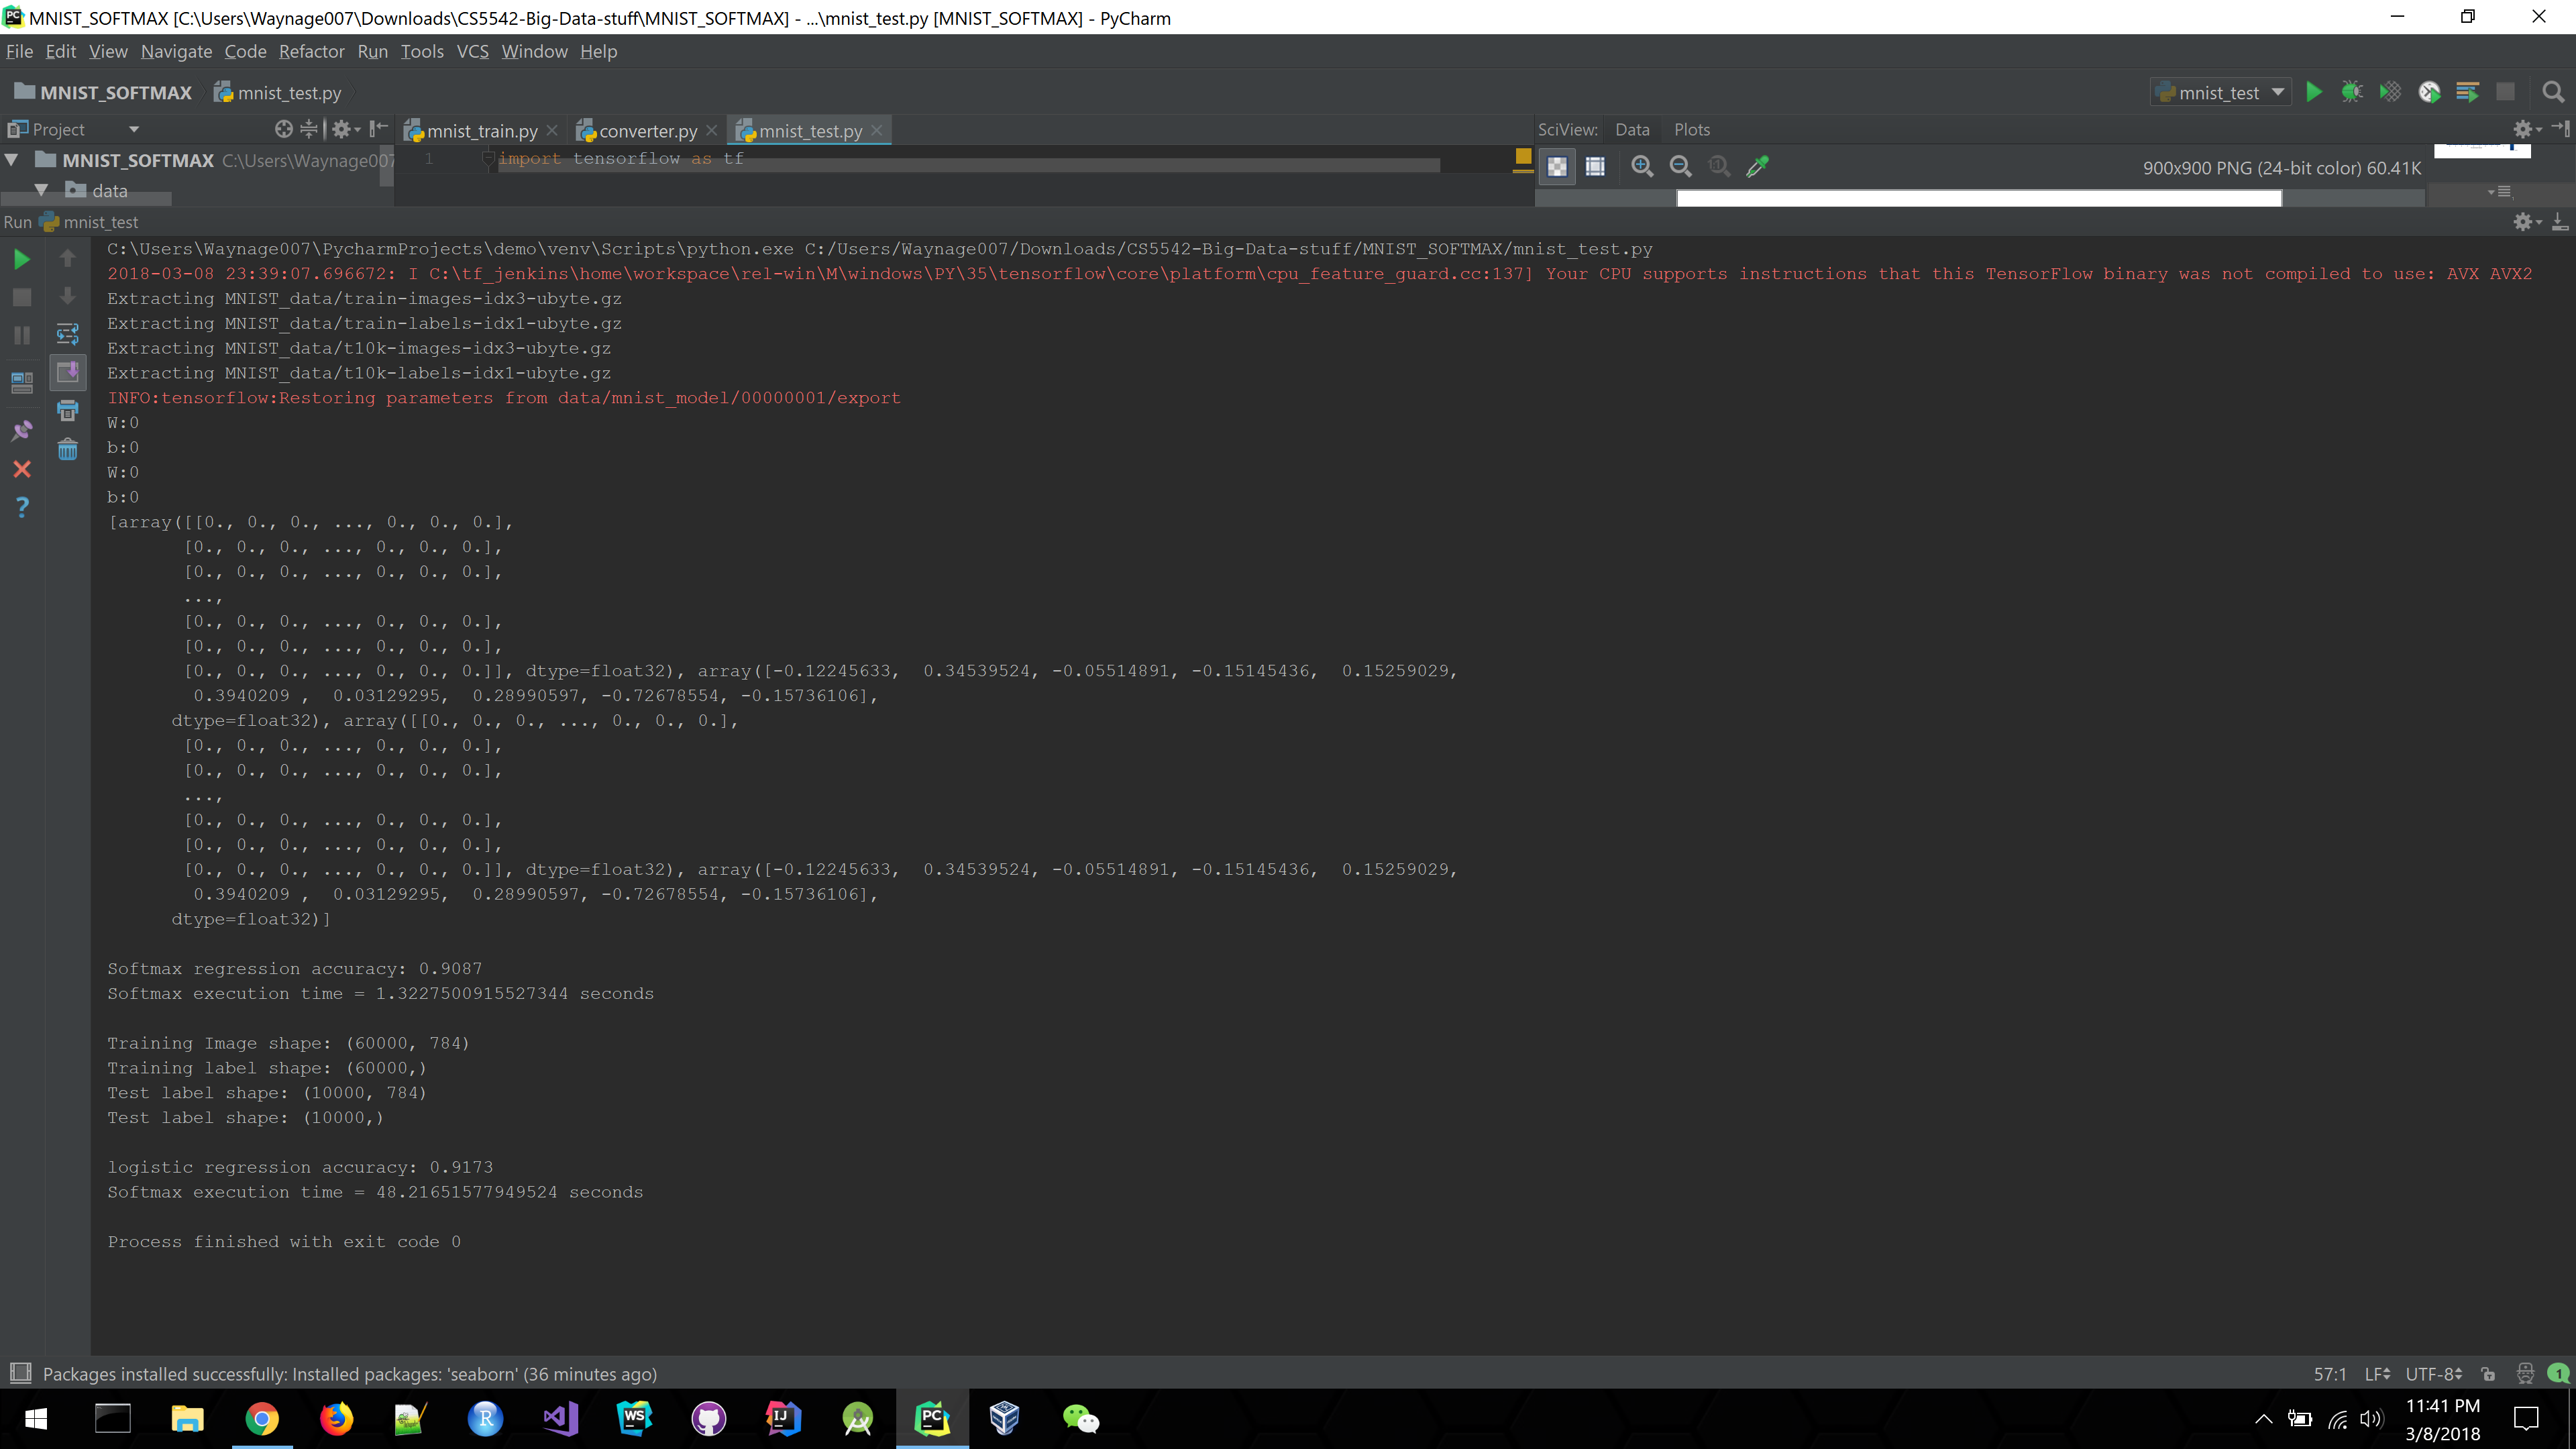 MNIST_SOFTMAX [C:\Users\Waynage007\Downloads\CS5542-Big-Data-stuff\MNIST_SOFTMAX] - ...\mnist_test.py [MNIST_SOFTMAX] - PyCharm
File Edit View Navigate Code Refactor Run Tools VCS Window Help
MNIST_SOFTMAX mnist_test.py mnist_test
Project mnist_train.py converter.py mnist_test.py SciView: Data Plots
MNIST_SOFTMAX C:\Users\Waynage007 1 import tensorflow as tf 900x900 PNG (24-bit color) 60.41K
data
Run mnist_test
C:\Users\Waynage007\PycharmProjects\demo\venv\Scripts\python.exe C:/Users/Waynage007/Downloads/CS5542-Big-Data-stuff/MNIST_SOFTMAX/mnist_test.py
2018-03-08 23:39:07.696672: I C:\tf_jenkins\home\workspace\rel-win\M\windows\PY\35\tensorflow\core\platform\cpu_feature_guard.cc:137] Your CPU supports instructions that this TensorFlow binary was not compiled to use: AVX AVX2
Extracting MNIST_data/train-images-idx3-ubyte.gz
Extracting MNIST_data/train-labels-idx1-ubyte.gz
Extracting MNIST_data/t10k-images-idx3-ubyte.gz
Extracting MNIST_data/t10k-labels-idx1-ubyte.gz
INFO:tensorflow:Restoring parameters from data/mnist_model/00000001/export
W:0
b:0
W:0
b:0
[array([[0., 0., 0., ..., 0., 0., 0.],
[0., 0., 0., ..., 0., 0., 0.],
[0., 0., 0., ..., 0., 0., 0.],
...,
[0., 0., 0., ..., 0., 0., 0.],
[0., 0., 0., ..., 0., 0., 0.],
[0., 0., 0., ..., 0., 0., 0.]], dtype=float32), array([-0.12245633, 0.34539524, -0.05514891, -0.15145436, 0.15259029,
0.3940209 , 0.03129295, 0.28990597, -0.72678554, -0.15736106],
dtype=float32), array([[0., 0., 0., ..., 0., 0., 0.],
[0., 0., 0., ..., 0., 0., 0.],
[0., 0., 0., ..., 0., 0., 0.],
...,
[0., 0., 0., ..., 0., 0., 0.],
[0., 0., 0., ..., 0., 0., 0.],
[0., 0., 0., ..., 0., 0., 0.]], dtype=float32), array([-0.12245633, 0.34539524, -0.05514891, -0.15145436, 0.15259029,
0.3940209 , 0.03129295, 0.28990597, -0.72678554, -0.15736106],
dtype=float32)]
Softmax regression accuracy: 0.9087
Softmax execution time = 1.3227500915527344 seconds
Training Image shape: (60000, 784)
Training label shape: (60000,)
Test label shape: (10000, 784)
Test label shape: (10000,)
logistic regression accuracy: 0.9173
Softmax execution time = 48.21651577949524 seconds
Process finished with exit code 0
Packages installed successfully: Installed packages: 'seaborn' (36 minutes ago) 57:1 LF UTF-8 1
11:41 PM
3/8/2018